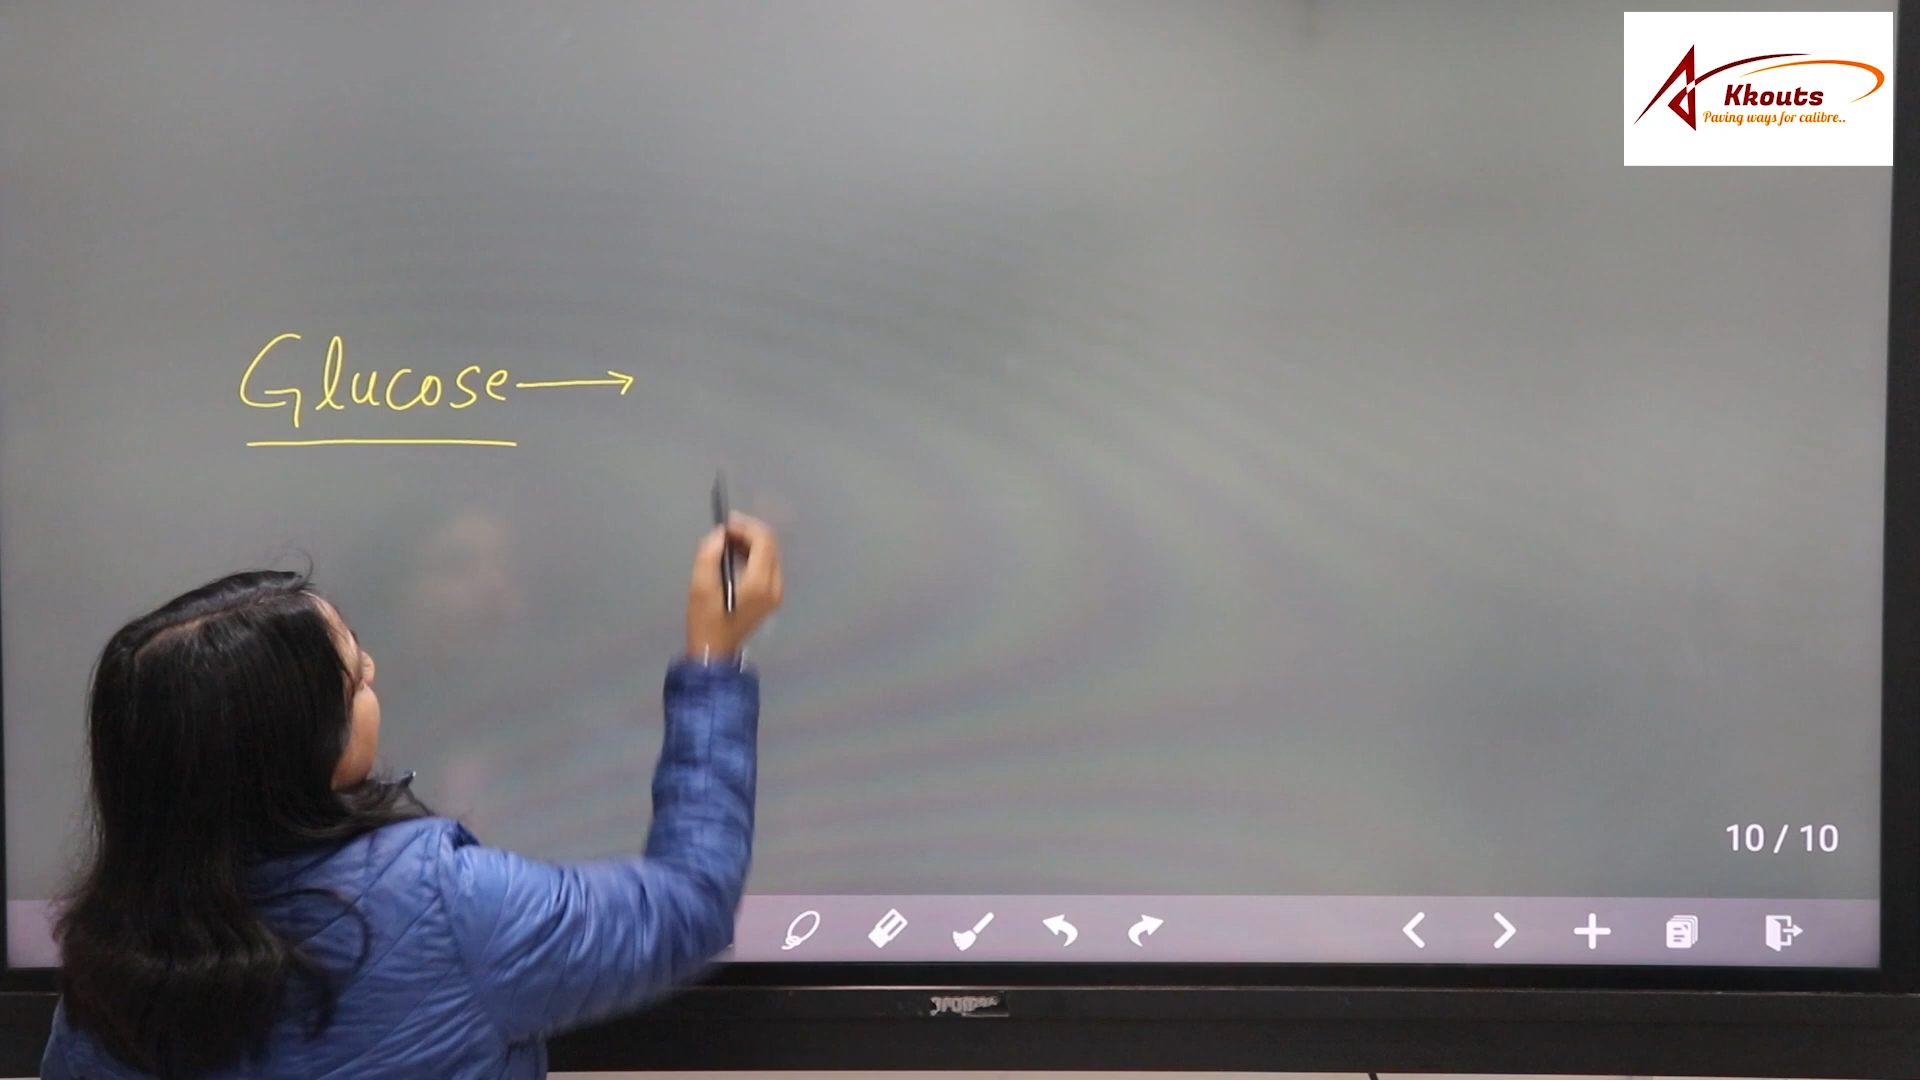 Kkouts
Paving ways for calibre..
Glucose →
10 / 10